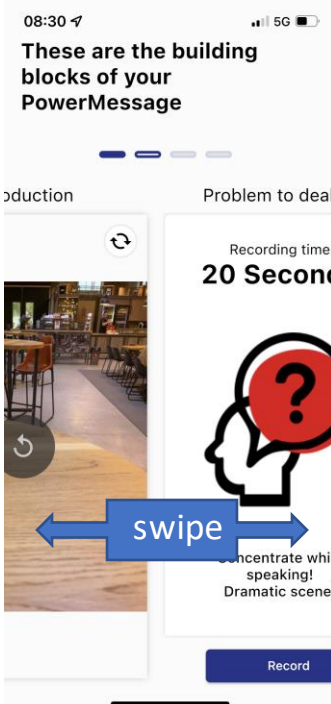 08:30
5G
These are the building
blocks of your
PowerMessage
oduction
Problem to deal
Recording time
20 Second
?
swipe
oncentrate whi
speaking!
Dramatic scene
Record